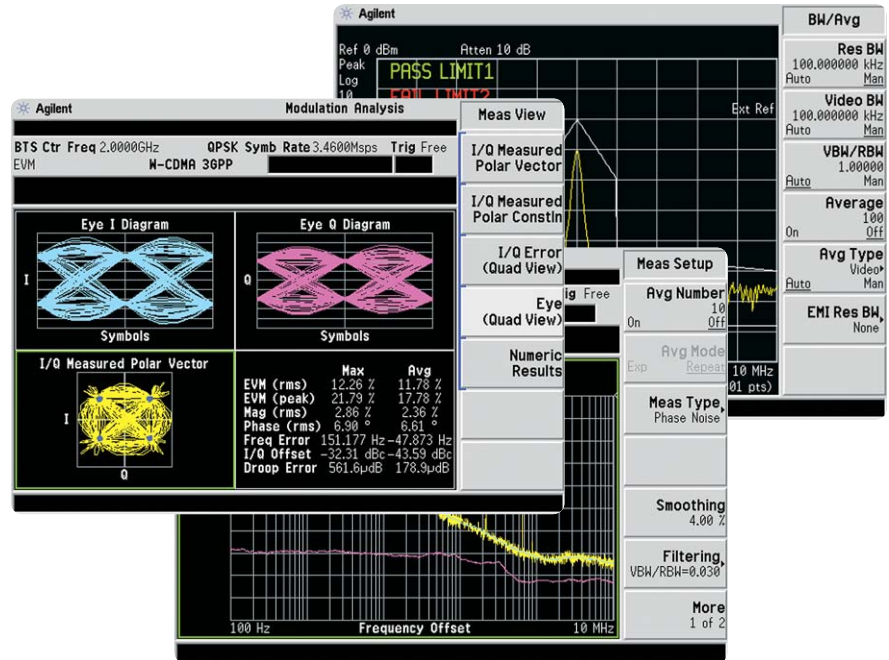 Agilent
BW/Avg
Ref 0 dBm Atten 10 dB
Peak
Log
10
PASS LIMIT1
FAIL LIMIT2
Ext Ref
Res BW
100.000000 kHz
Auto Man
Video BW
100.000000 kHz
Auto Man
VBW/RBW
1.00000
Auto Man
Average
100
On Off
Avg Type
Video
Auto Man
EMI Res BW
None
10 MHz
01 pts)
Agilent Modulation Analysis
Meas View
BTS Ctr Freq 2.0000GHz QPSK Symb Rate 3.4600Msps Trig Free
EVM W-CDMA 3GPP
I/Q Measured
Polar Vector
I/Q Measured
Polar Constln
I/Q Error
(Quad View)
Eye
(Quad View)
Numeric
Results
Eye I Diagram
I
Symbols
Eye Q Diagram
Q
Symbols
I/Q Measured Polar Vector
I
Q
Max Avg
EVM (rms) 12.26 % 11.78 %
EVM (peak) 21.79 % 17.78 %
Mag (rms) 2.86 % 2.36 %
Phase (rms) 6.90 ° 6.61 °
Freq Error 151.177 Hz -47.873 Hz
I/Q Offset -32.31 dBc -43.59 dBc
Droop Error 561.6µdB 178.9µdB
Meas Setup
ig Free
Avg Number
10
On Off
Avg Mode
Exp Repeat
Meas Type
Phase Noise
Smoothing
4.00 %
Filtering
VBW/RBW=0.030
More
1 of 2
100 Hz Frequency Offset 10 MHz